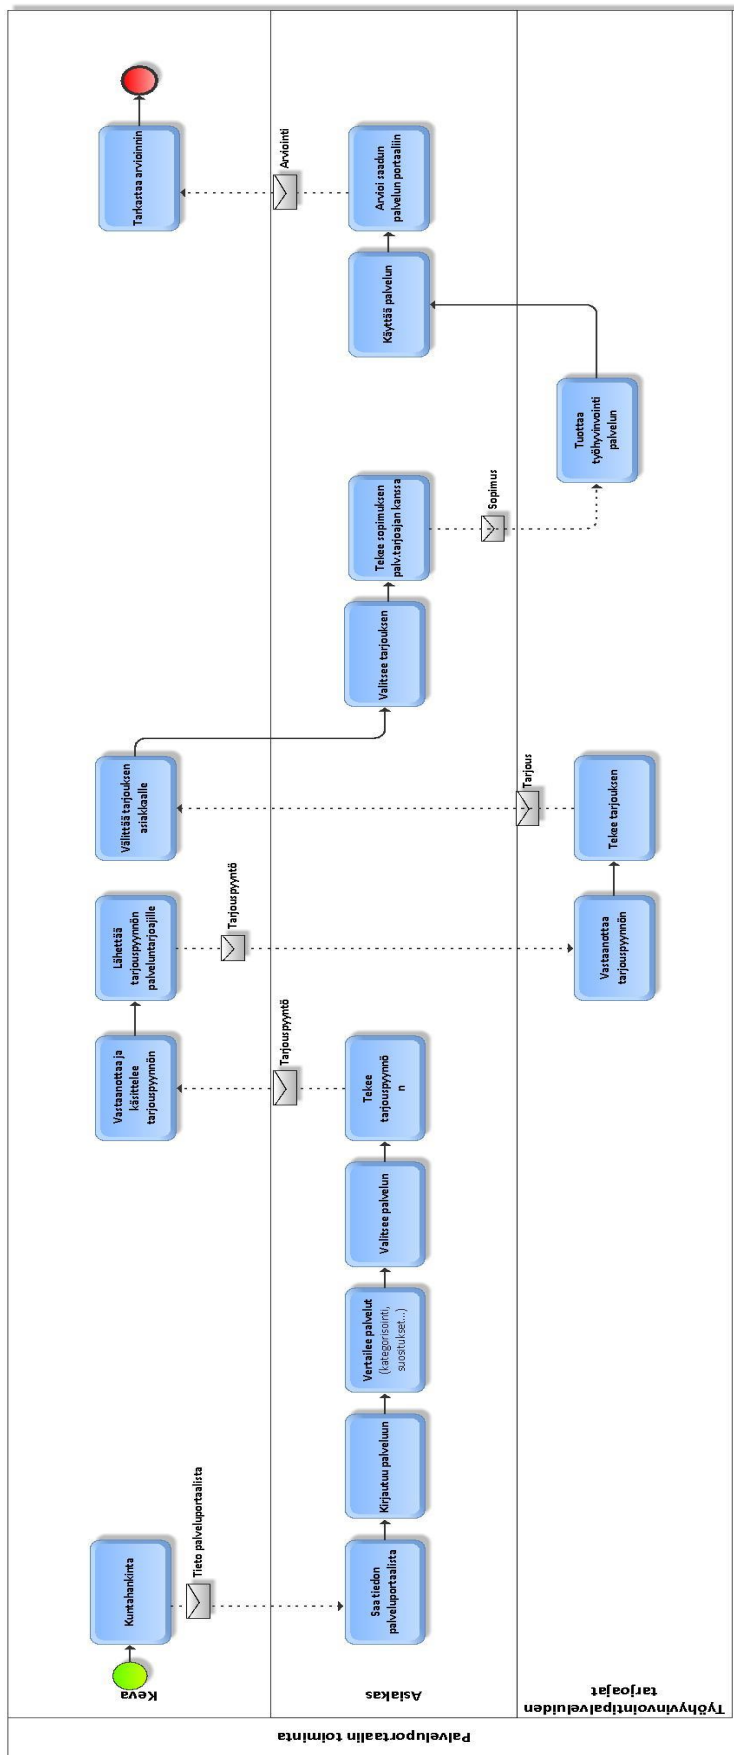 Palveluportaalin toiminta
Keva
Kuntahankinta
Tieto palveluportaalista
Vastaanottaa ja
käsittelee
tarjouspyynnön
Lähettää
tarjouspyynnön
palveluntarjoajille
Tarjouspyyntö
Välittää tarjouksen
asiakkaalle
Tarkastaa arvioinnin
Asiakas
Saa tiedon
palveluportaalista
Kirjautuu palveluun
Vertailee palvelut
(kategorisointi,
suositukset...)
Valitsee palvelun
Tekee
tarjouspyynnö
n
Tarjouspyyntö
Valitsee tarjouksen
Tekee sopimuksen
palv.tarjoajan kanssa
Sopimus
Käyttää palvelun
Arvioi saadun
palvelun portaaliin
Arviointi
Työhyvinvointipalveluiden
tarjoajat
Vastaanottaa
tarjouspyynnön
Tekee tarjouksen
Tarjous
Tuottaa
työhyvinvointi
palvelun